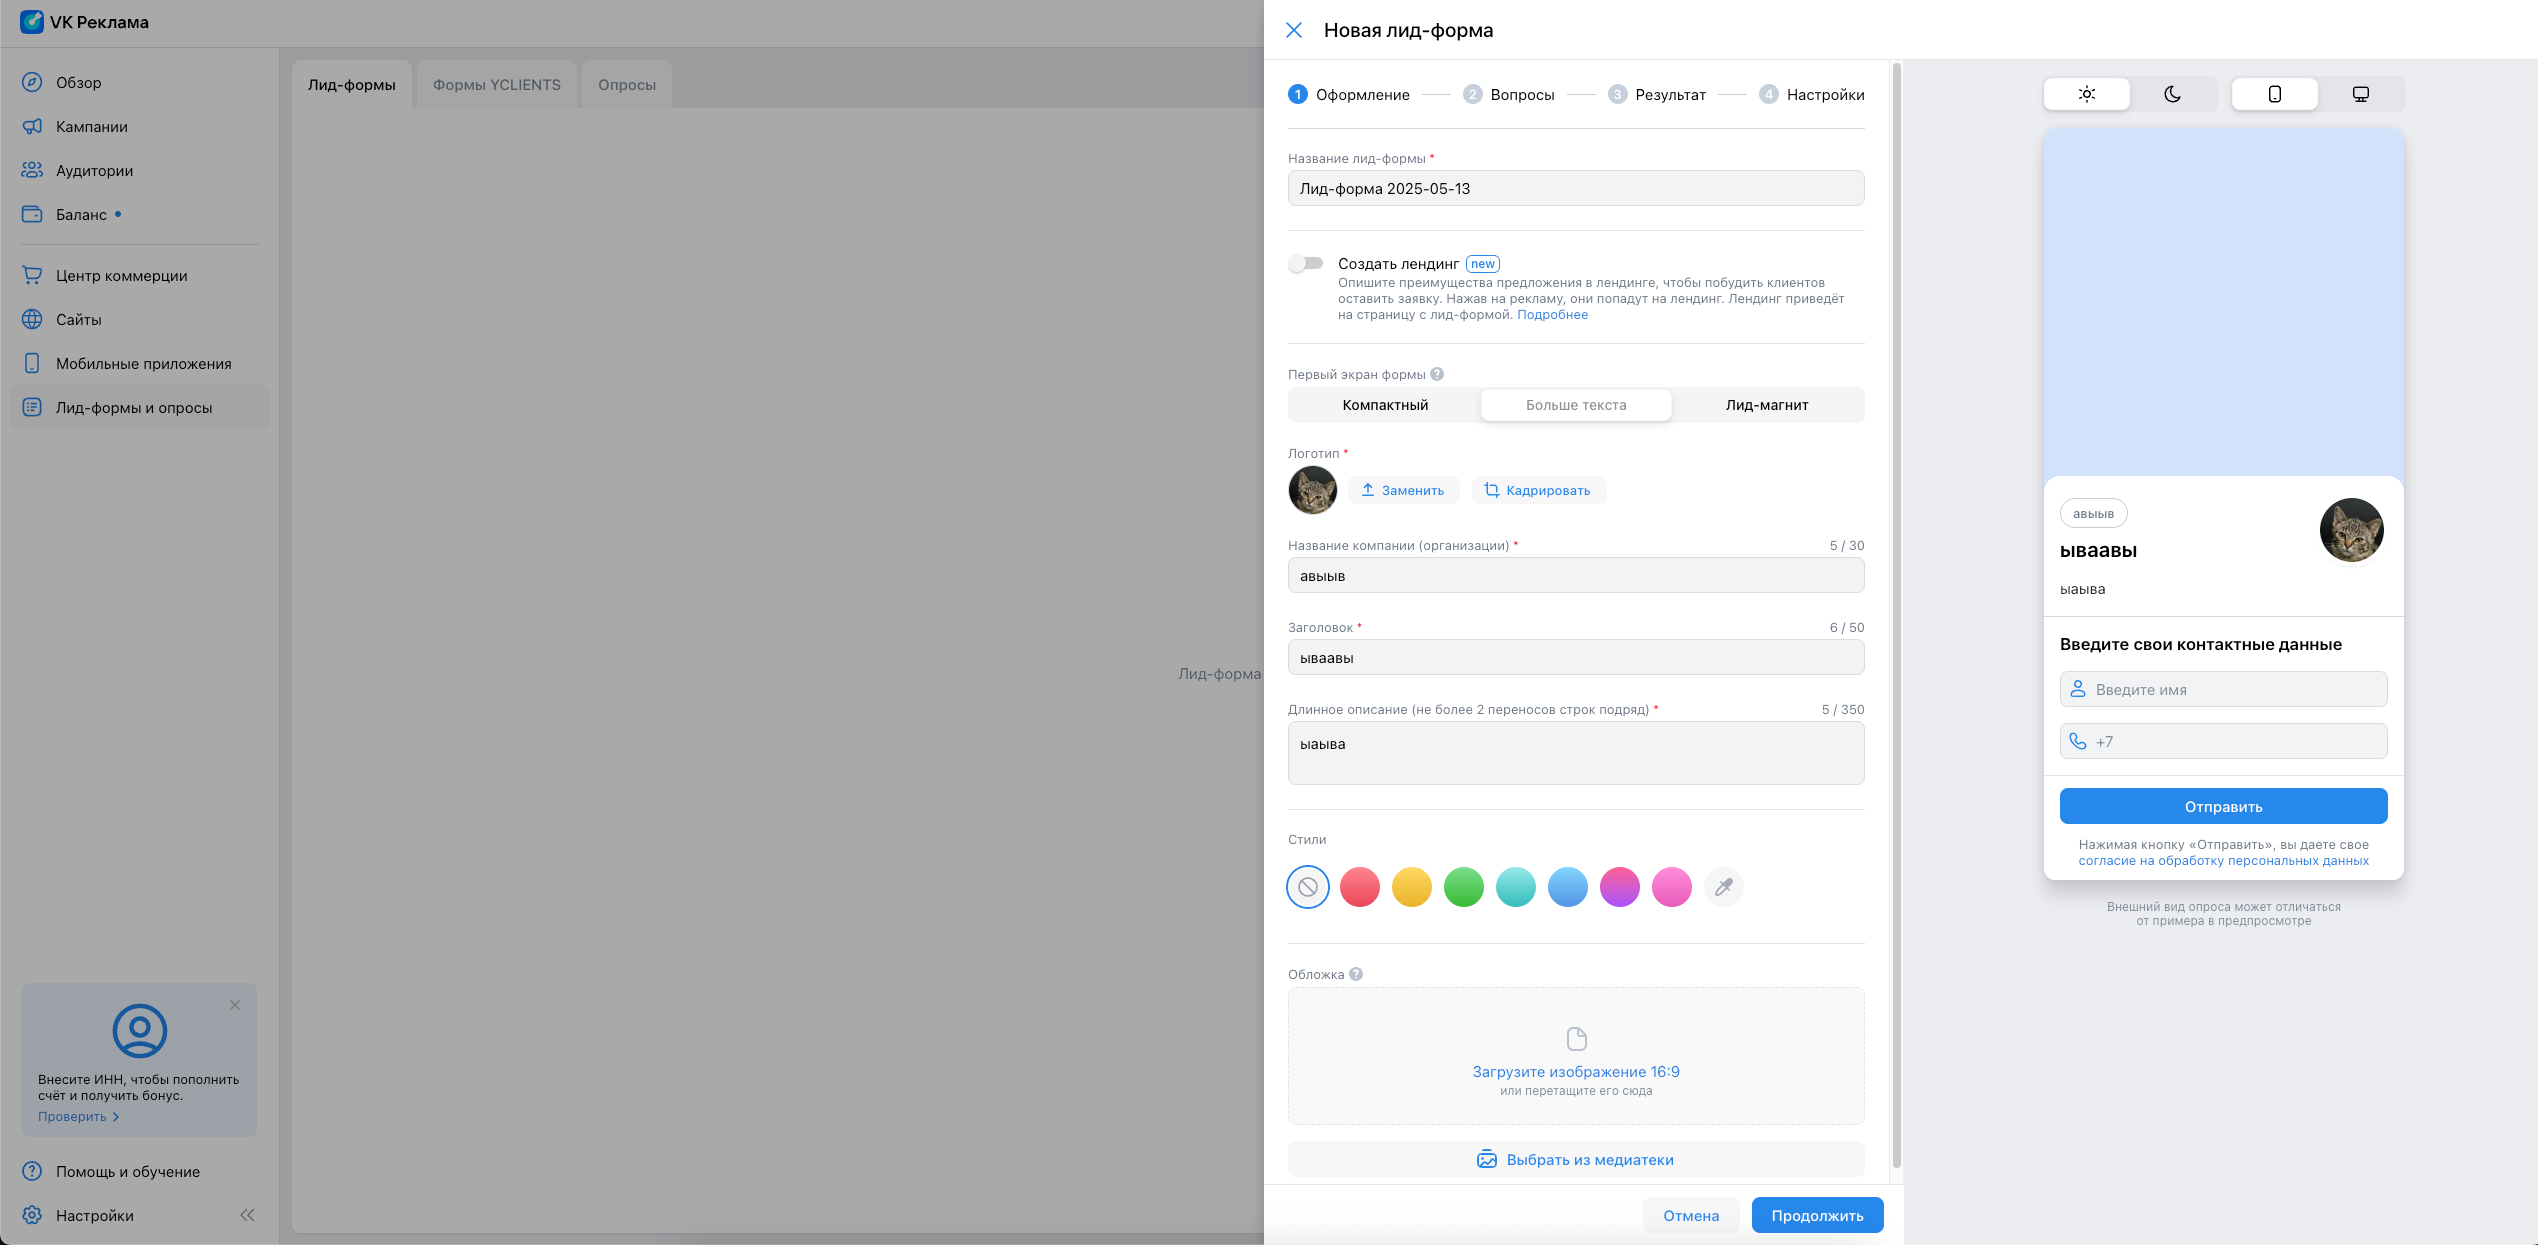 VK Реклама
Обзор
Кампании
Аудитории
Баланс
Центр коммерции
Сайты
Мобильные приложения
Лид-формы и опросы
Внесите ИНН, чтобы пополнить
счёт и получить бонус.
Проверить
Помощь и обучение
Настройки
Лид-формы
Формы YCLIENTS
Опросы
Лид-форма
Новая лид-форма
1 Оформление
2 Вопросы
3 Результат
4 Настройки
Название лид-формы *
Лид-форма 2025-05-13
Создать лендинг new
Опишите преимущества предложения в лендинге, чтобы побудить клиентов
оставить заявку. Нажав на рекламу, они попадут на лендинг. Лендинг приведёт
на страницу с лид-формой. Подробнее
Первый экран формы ?
Компактный
Больше текста
Лид-магнит
Логотип *
Заменить
Кадрировать
Название компании (организации) *
5 / 30
авыыв
Заголовок *
6 / 50
ываавы
Длинное описание (не более 2 переносов строк подряд) *
5 / 350
ыаыва
Стили
Обложка ?
Загрузите изображение 16:9
или перетащите его сюда
Выбрать из медиатеки
Отмена
Продолжить
авыыв
ываавы
ыаыва
Введите свои контактные данные
Введите имя
+7
Отправить
Нажимая кнопку «Отправить», вы даете свое
согласие на обработку персональных данных
Внешний вид опроса может отличаться
от примера в предпросмотре